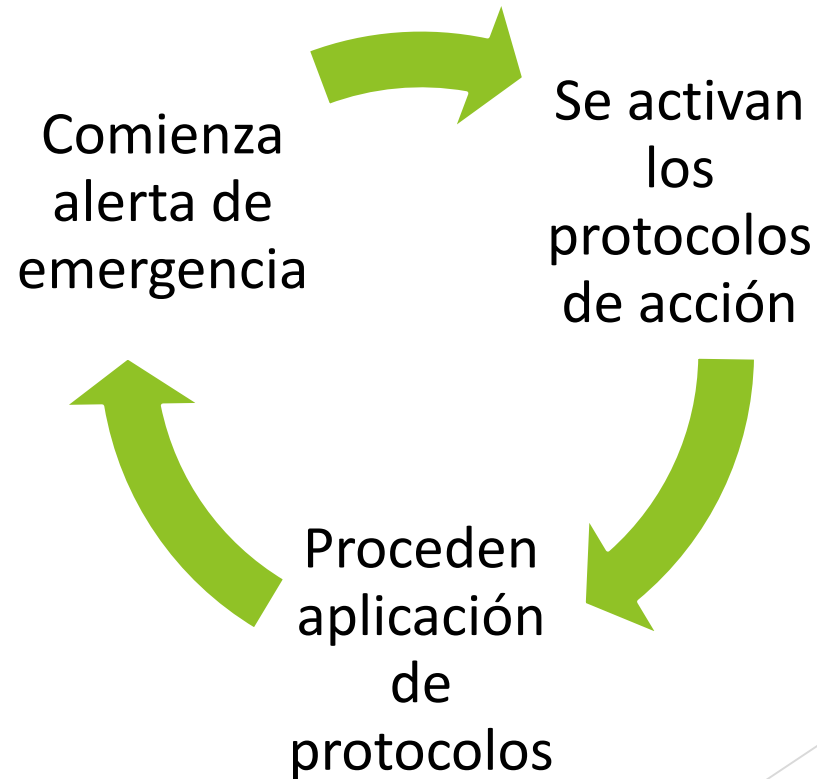 Comienza
alerta de
emergencia
Se activan
los
protocolos
de acción
Proceden
aplicación
de
protocolos